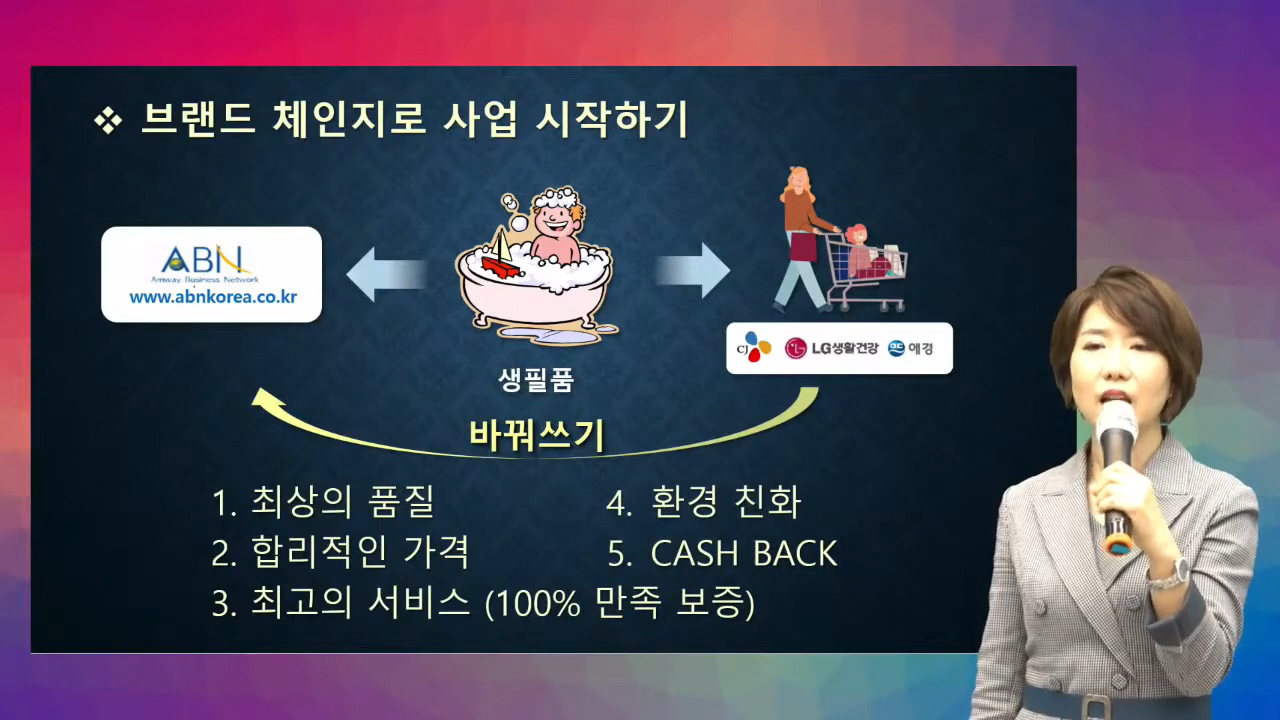 ❖ 브랜드 체인지로 사업 시작하기
ABN
Amway Business Network
www.abnkorea.co.kr
CJ LG생활건강 애경
생필품
바꿔쓰기
1. 최상의 품질
2. 합리적인 가격
3. 최고의 서비스 (100% 만족 보증)
4. 환경 친화
5. CASH BACK